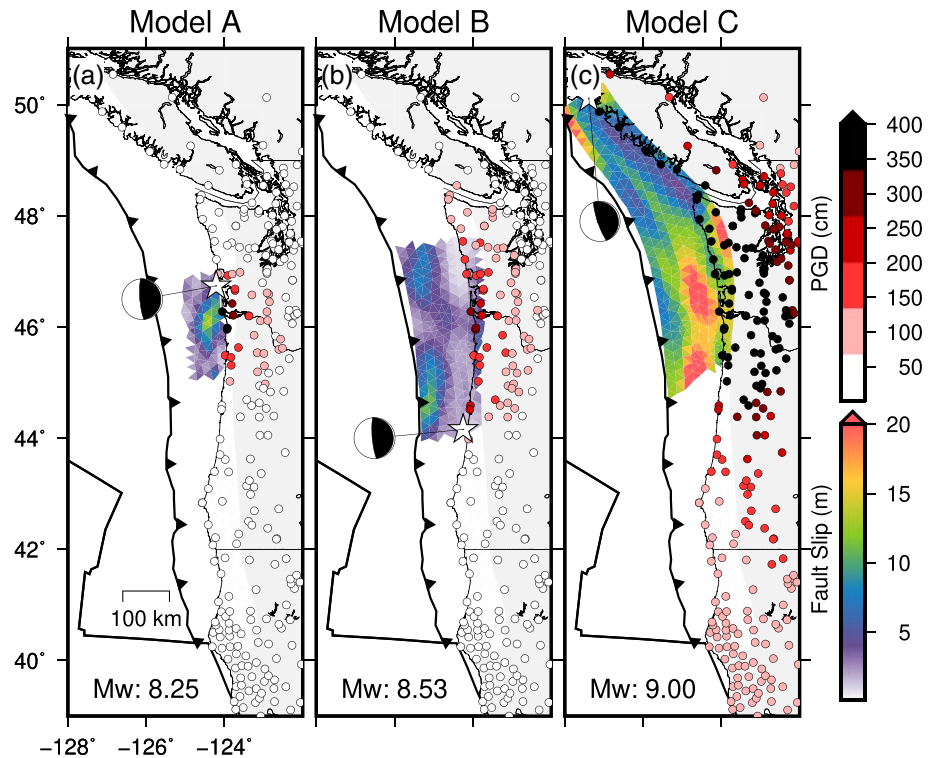 Model A Model B Model C
(a) (b) (c)
50°
48°
46°
44°
42°
40°
100 km
Mw: 8.25 Mw: 8.53 Mw: 9.00
−128° −126° −124°
PGD (cm)
400
350
300
250
200
150
100
50
Fault Slip (m)
20
15
10
5